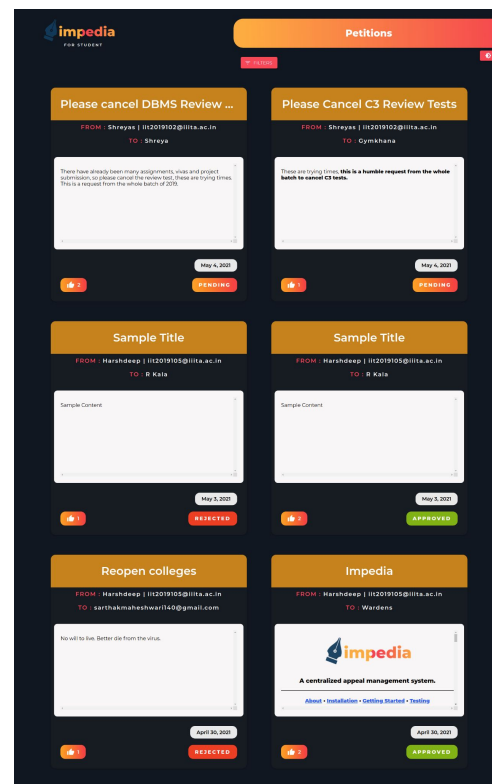 impedia
FOR STUDENT
Petitions
FILTERS
Please cancel DBMS Review ...
FROM : Shreyas | iit2019102@iiita.ac.in
TO : Shreya
There have already been many assignments, vivas and project
submission, so please cancel the review test, these are trying times.
This is a request from the whole batch of 2019.
May 4, 2021
2
PENDING
Please Cancel C3 Review Tests
FROM : Shreyas | iit2019102@iiita.ac.in
TO : Gymkhana
These are trying times, this is a humble request from the whole
batch to cancel C3 tests.
May 4, 2021
1
PENDING
Sample Title
FROM : Harshdeep | iit2019105@iiita.ac.in
TO : R Kala
Sample Content
May 3, 2021
1
REJECTED
Sample Title
FROM : Harshdeep | iit2019105@iiita.ac.in
TO : R Kala
Sample Content
May 3, 2021
2
APPROVED
Reopen colleges
FROM : Harshdeep | iit2019105@iiita.ac.in
TO : sarthakmaheshwari140@gmail.com
No will to live. Better die from the virus.
April 30, 2021
1
REJECTED
Impedia
FROM : Harshdeep | iit2019105@iiita.ac.in
TO : Wardens
impedia
A centralized appeal management system.
About • Installation • Getting Started • Testing
April 30, 2021
2
APPROVED